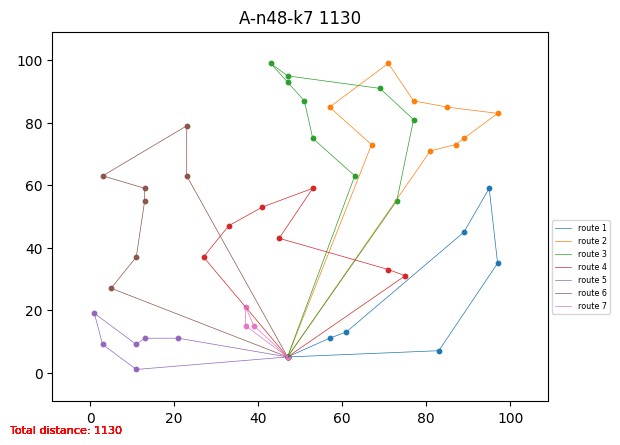 A-n48-k7 1130
100
80
60
40
20
0
0 20 40 60 80 100
route 1
route 2
route 3
route 4
route 5
route 6
route 7
Total distance: 1130